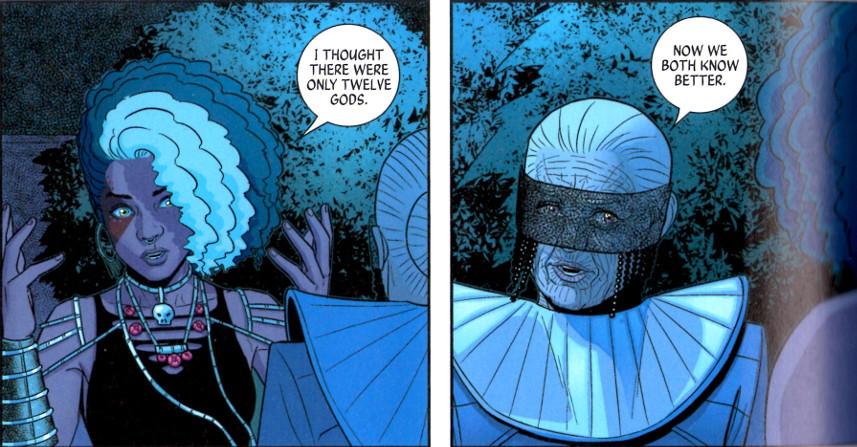 I THOUGHT
THERE WERE
ONLY TWELVE
GODS.
NOW WE
BOTH KNOW
BETTER.